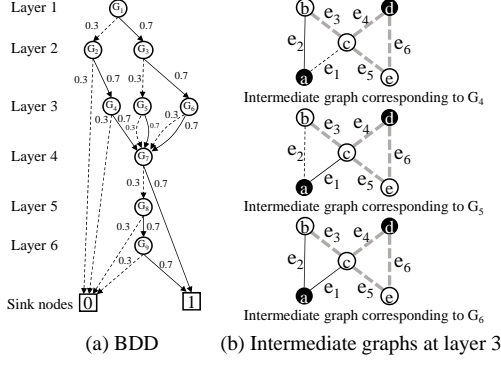 Layer 1
G1
0.3
0.7
Layer 2
G2
G3
0.3
0.7
0.3
0.7
Layer 3
G4
G5
G6
0.3
0.7
0.3
0.7
0.3
0.7
Layer 4
G7
0.3
0.7
Layer 5
G8
0.3
0.7
Layer 6
G9
0.3
0.7
Sink nodes
0
1
(a) BDD
b
d
e3
e4
e2
c
e6
e1
e5
a
e
Intermediate graph corresponding to G4
b
d
e3
e4
e2
c
e6
e1
e5
a
e
Intermediate graph corresponding to G5
b
d
e3
e4
e2
c
e6
e1
e5
a
e
Intermediate graph corresponding to G6
(b) Intermediate graphs at layer 3